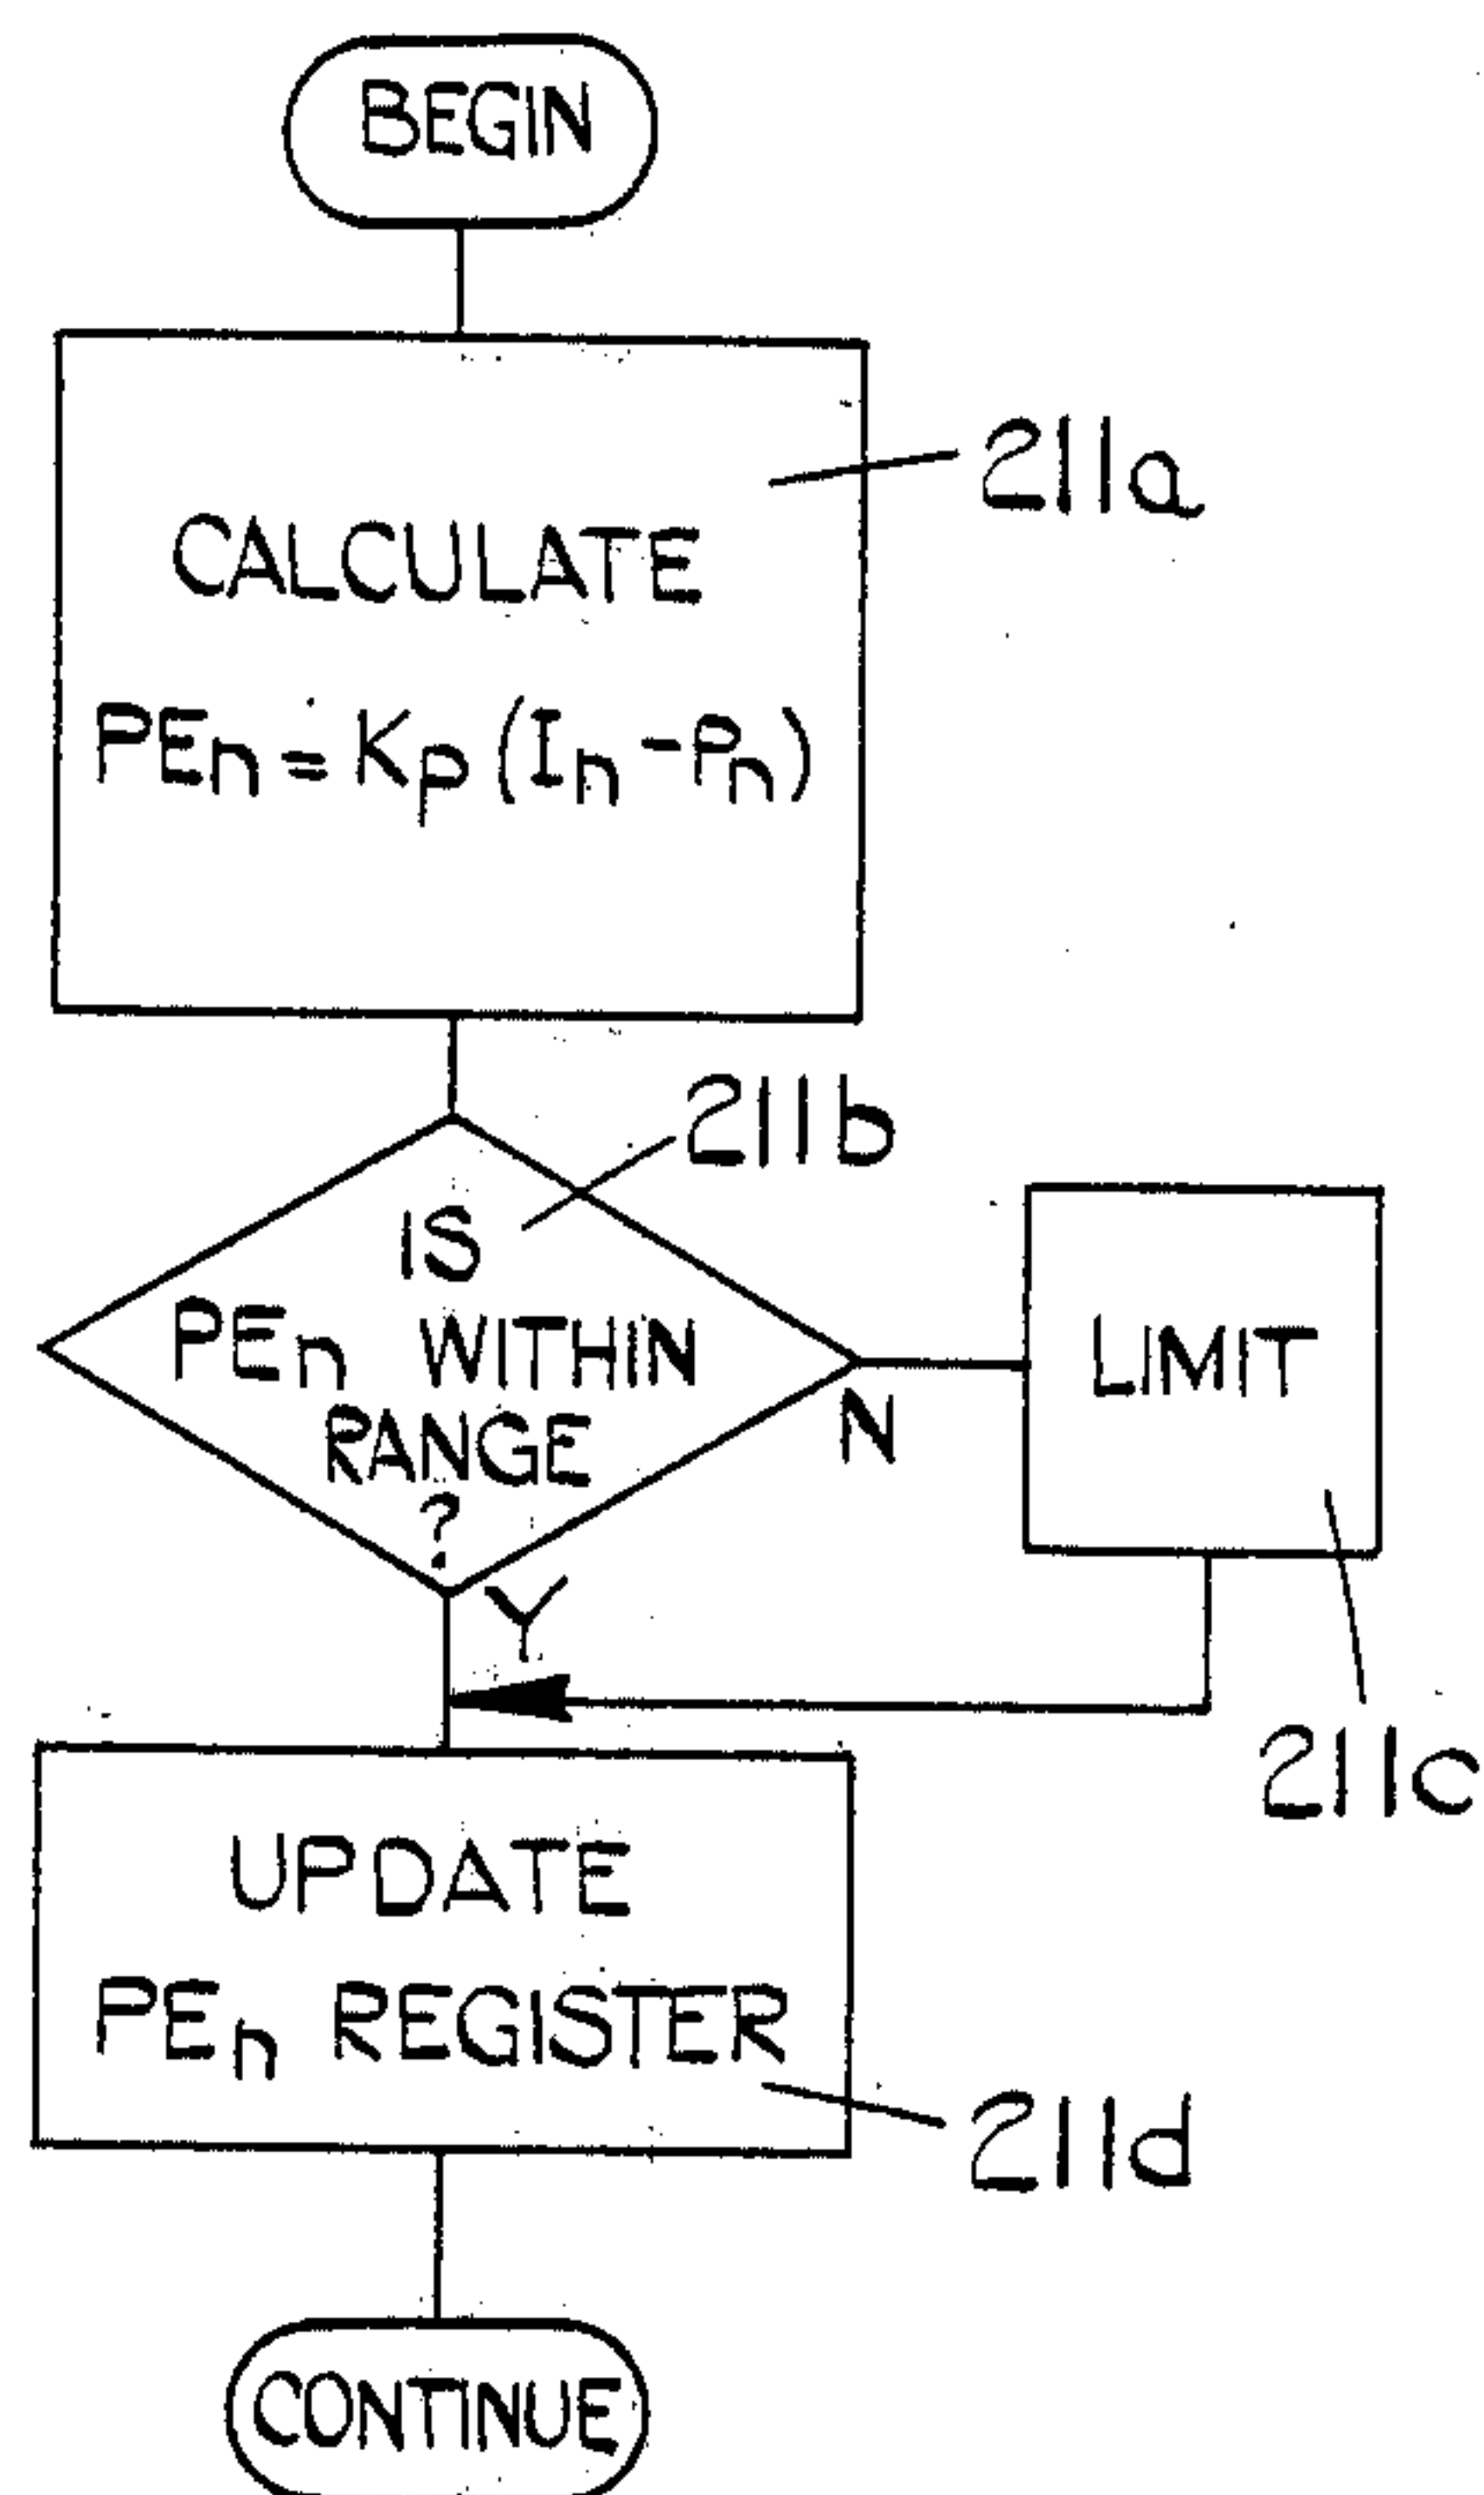 BEGIN
211a
CALCULATE
PEn = Kp (In - Pn)
211b
IS
PEn WITHIN
RANGE
?
N
LIMIT
Y
211c
UPDATE
PEn REGISTER
211d
CONTINUE